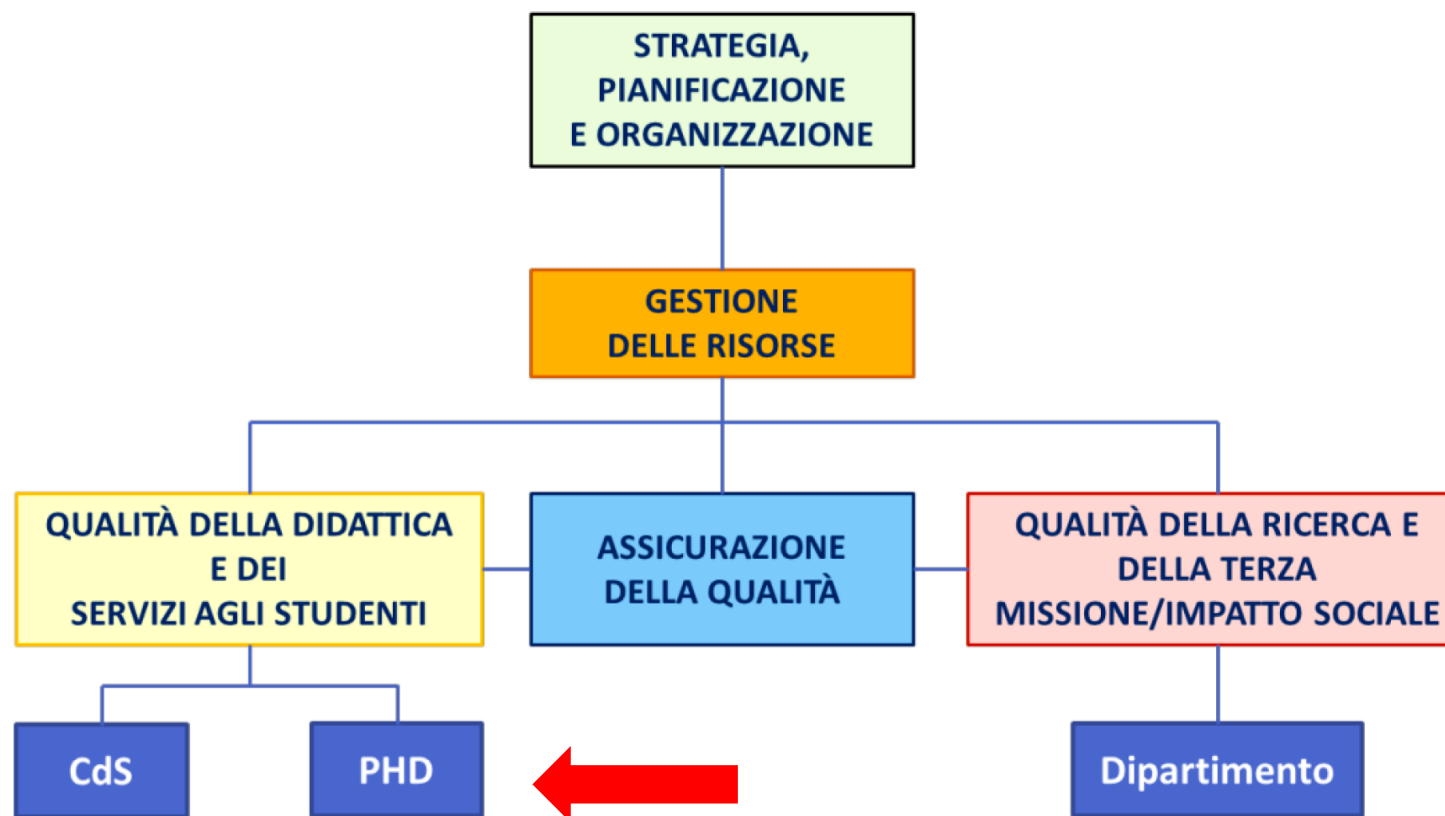 STRATEGIA,
PIANIFICAZIONE
E ORGANIZZAZIONE
GESTIONE
DELLE RISORSE
QUALITÀ DELLA DIDATTICA
E DEI
SERVIZI AGLI STUDENTI
ASSICURAZIONE
DELLA QUALITÀ
QUALITÀ DELLA RICERCA E
DELLA TERZA
MISSIONE/IMPATTO SOCIALE
CdS
PHD
Dipartimento